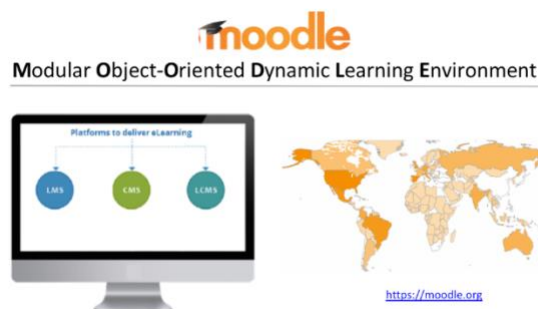 moodle
Modular Object-Oriented Dynamic Learning Environment
Platforms to deliver eLearning
LMS
CMS
LCMS
https://moodle.org